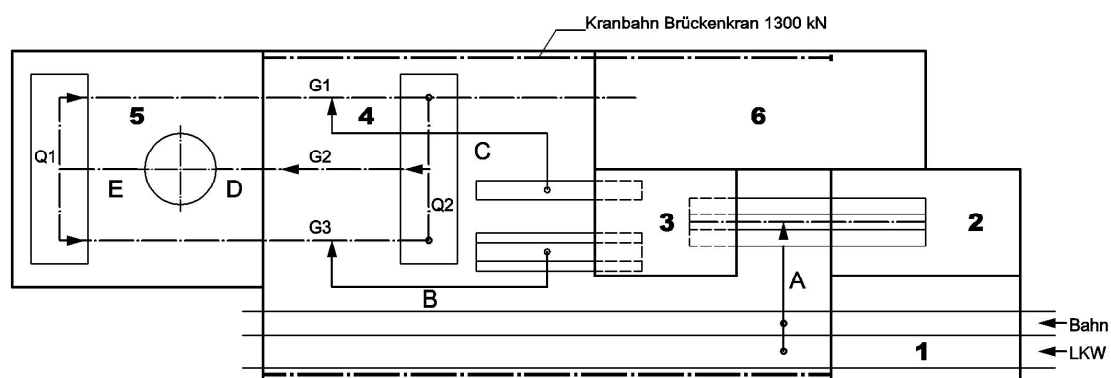 Kranbahn Brückenkran 1300 kN
G1
5
4
6
C
Q1
G2
E
D
Q2
3
2
G3
A
B
Bahn
1
LKW